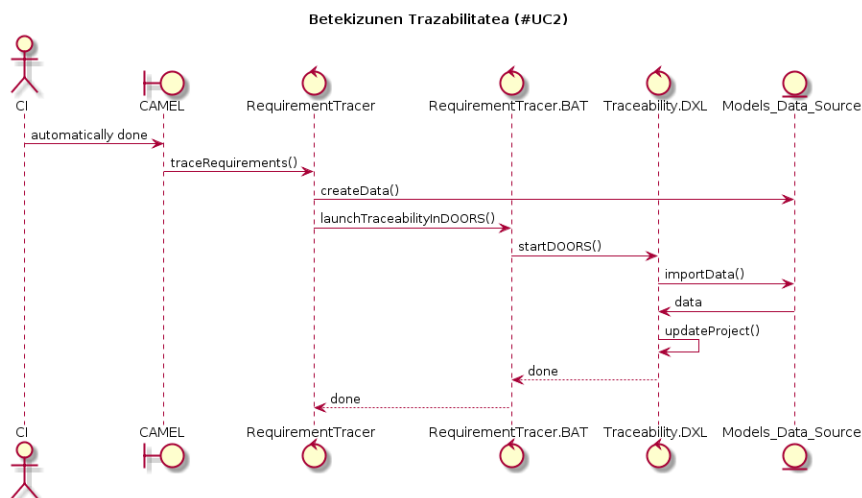 Betekizunen Trazabilitatea (#UC2)
CI
CAMEL
RequirementTracer
RequirementTracer.BAT
Traceability.DXL
Models_Data_Source
automatically done
traceRequirements()
createData()
launchTraceabilityInDOORS()
startDOORS()
importData()
data
updateProject()
done
done
CI
CAMEL
RequirementTracer
RequirementTracer.BAT
Traceability.DXL
Models_Data_Source